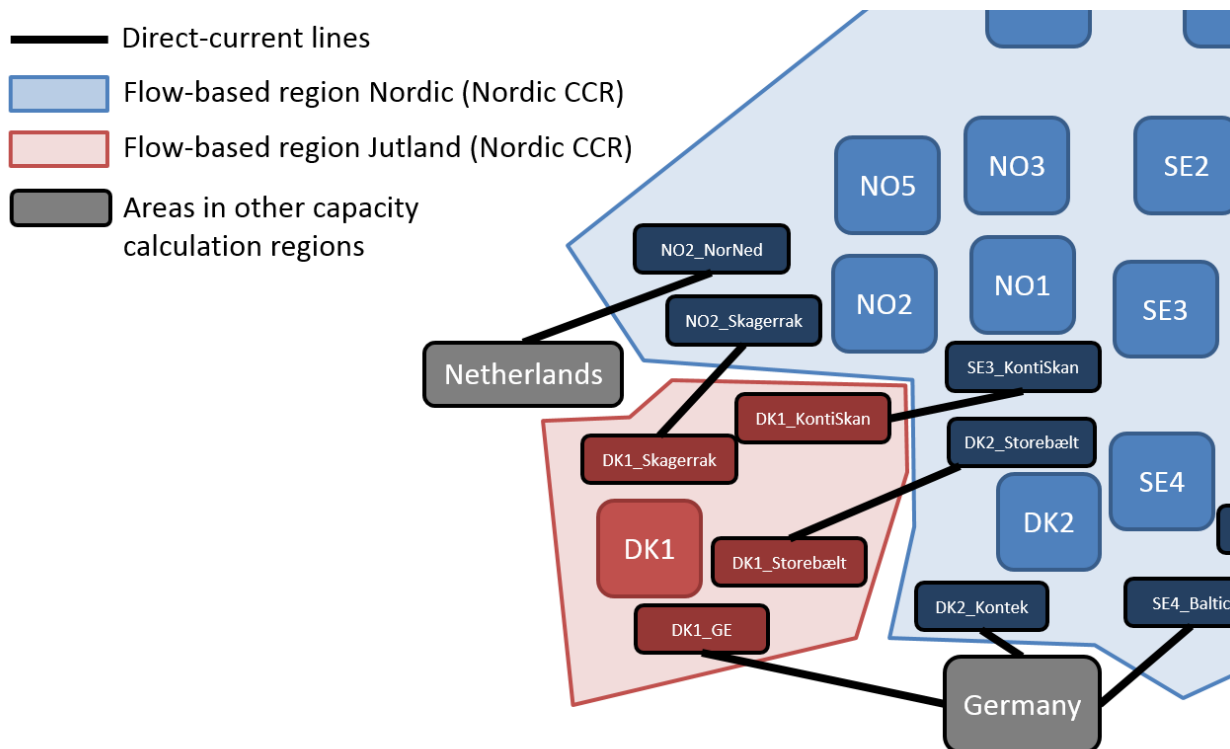 Direct-current lines
Flow-based region Nordic (Nordic CCR)
Flow-based region Jutland (Nordic CCR)
Areas in other capacity
calculation regions
NO5
NO3
SE2
NO2_NorNed
NO2
NO1
SE3
NO2_Skagerrak
Netherlands
SE3_KontiSkan
DK1_KontiSkan
DK1_Skagerrak
DK2_Storebælt
SE4
DK2
DK1
DK1_Storebælt
DK2_Kontek
SE4_Baltic
DK1_GE
Germany